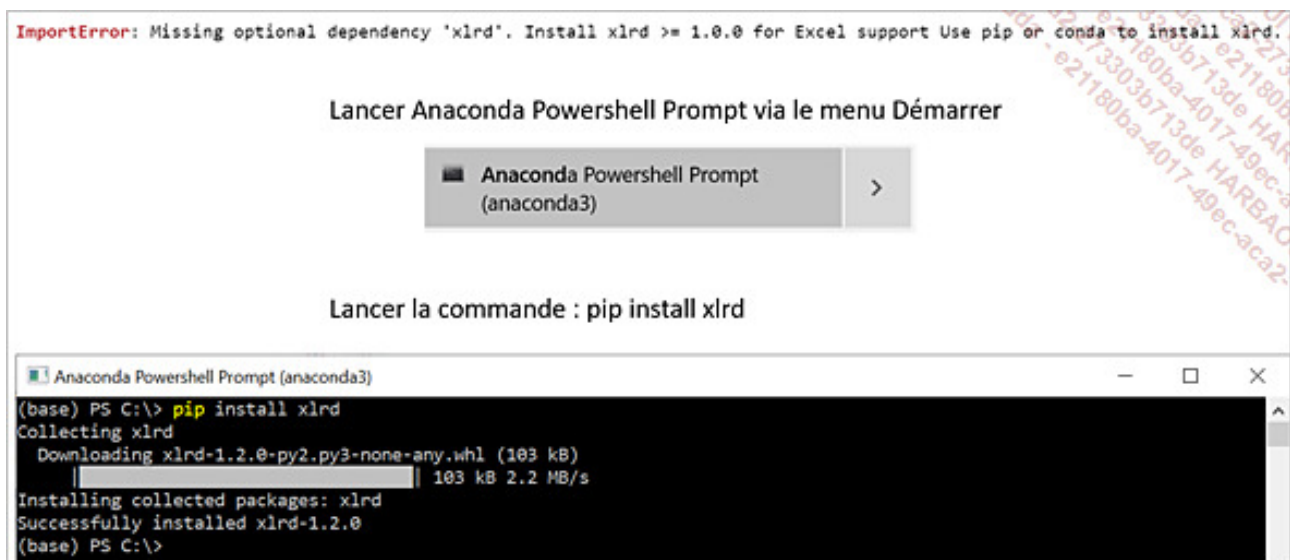 ImportError: Missing optional dependency 'xlrd'. Install xlrd >= 1.0.0 for Excel support Use pip or conda to install xlrd.
Lancer Anaconda Powershell Prompt via le menu Démarrer
Anaconda Powershell Prompt
(anaconda3)
Lancer la commande : pip install xlrd
Anaconda Powershell Prompt (anaconda3)
(base) PS C:\> pip install xlrd
Collecting xlrd
Downloading xlrd-1.2.0-py2.py3-none-any.whl (103 kB)
| | 103 kB 2.2 MB/s
Installing collected packages: xlrd
Successfully installed xlrd-1.2.0
(base) PS C:\>